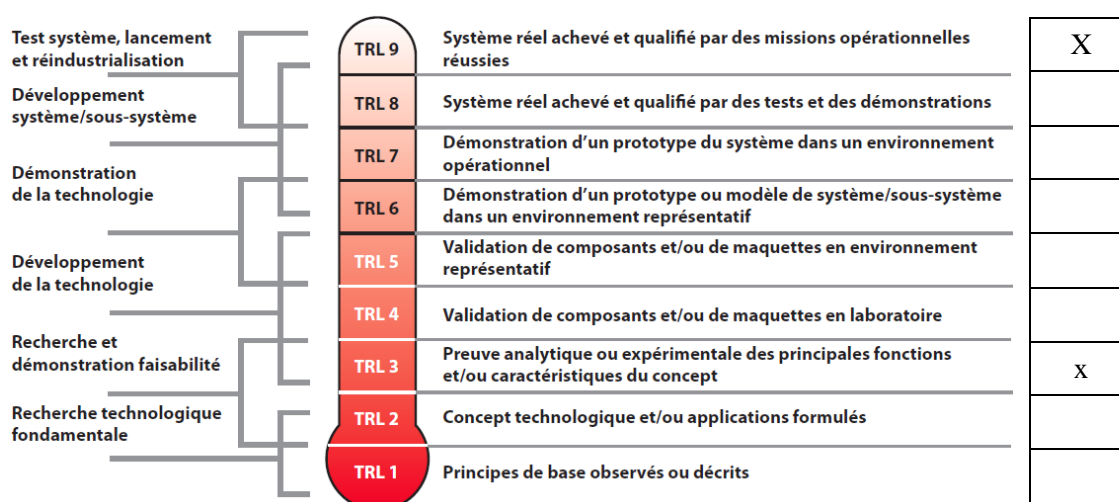 Test système, lancement
et réindustrialisation
TRL 9
Système réel achevé et qualifié par des missions opérationnelles
réussies
X
Développement
système/sous-système
TRL 8
Système réel achevé et qualifié par des tests et des démonstrations
TRL 7
Démonstration d'un prototype du système dans un environnement
opérationnel
Démonstration
de la technologie
TRL 6
Démonstration d'un prototype ou modèle de système/sous-système
dans un environnement représentatif
Développement
de la technologie
TRL 5
Validation de composants et/ou de maquettes en environnement
représentatif
TRL 4
Validation de composants et/ou de maquettes en laboratoire
Recherche et
démonstration faisabilité
TRL 3
Preuve analytique ou expérimentale des principales fonctions
et/ou caractéristiques du concept
x
Recherche technologique
fondamentale
TRL 2
Concept technologique et/ou applications formulés
TRL 1
Principes de base observés ou décrits